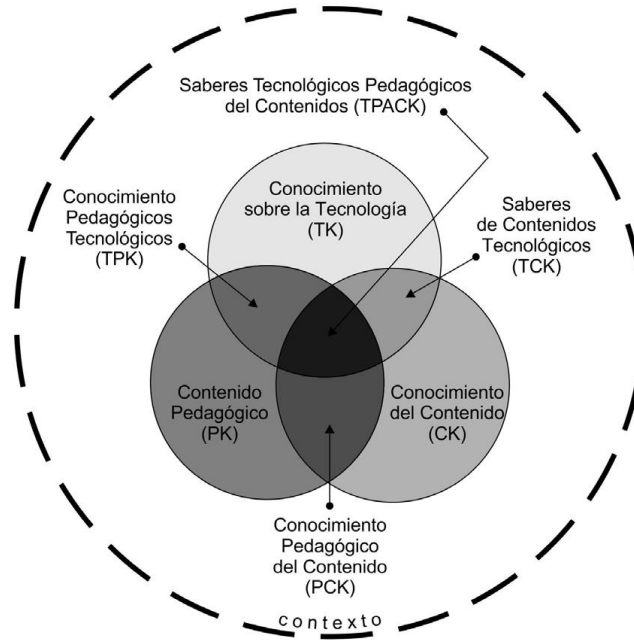 Saberes Tecnológicos Pedagógicos
del Contenidos (TPACK)
Conocimiento
Pedagógicos
Tecnológicos
(TPK)
Conocimiento
sobre la Tecnología
(TK)
Saberes
de Contenidos
Tecnológicos
(TCK)
Contenido
Pedagógico
(PK)
Conocimiento
del Contenido
(CK)
Conocimiento
Pedagógico
del Contenido
(PCK)
contexto